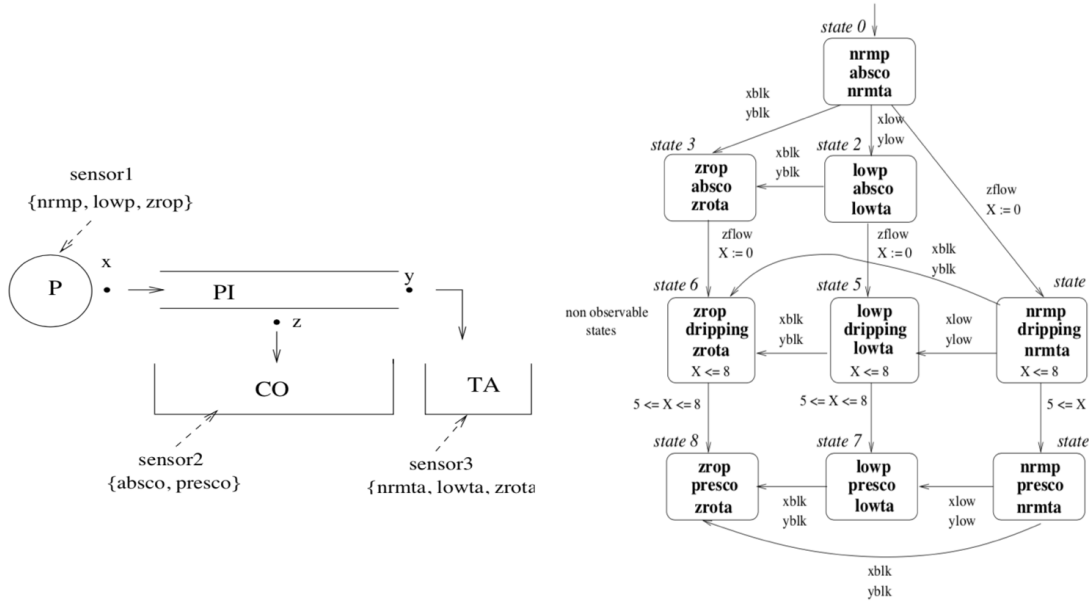 sensor1
{nrmp, lowp, zrop}
x
P
PI
y
z
CO
TA
sensor2
{absco, presco}
sensor3
{nrmta, lowta, zrota
state 0
nrmp
absco
nrmta
xblk
yblk
xlow
ylow
zflow
X := 0
state 3
zrop
absco
zrota
xblk
yblk
state 2
lowp
absco
lowta
zflow
X := 0
zflow
X := 0
xblk
yblk
non observable
states
state 6
zrop
dripping
zrota
X <= 8
xblk
yblk
state 5
lowp
dripping
lowta
X <= 8
xlow
ylow
state
nrmp
dripping
nrmta
X <= 8
5 <= X <= 8
5 <= X <= 8
5 <= X
state 8
zrop
presco
zrota
xblk
yblk
state 7
lowp
presco
lowta
xlow
ylow
state
nrmp
presco
nrmta
xblk
yblk